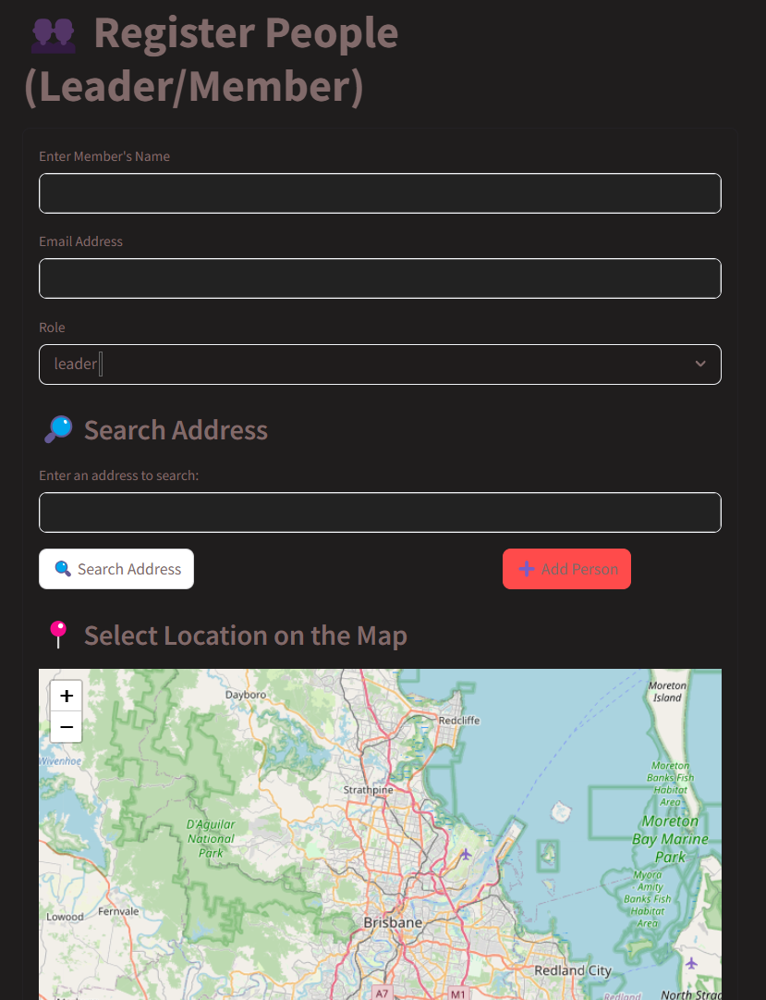 Register People
(Leader/Member)
Enter Member's Name
Email Address
Role
leader
Search Address
Enter an address to search:
Search Address
Add Person
Select Location on the Map
+
−
Dayboro
Redcliffe
Moreton
Island
Wivenhoe
Strathpine
Moreton
Banks Fish
Habitat
Area
D'Aguilar
National
Park
Moreton
Bay Marine
Park
Myora
Amity
Banks Fish
Habitat
Area
Lowood
Fernvale
Brisbane
Redland City
A7
M1
Redland
North Strad